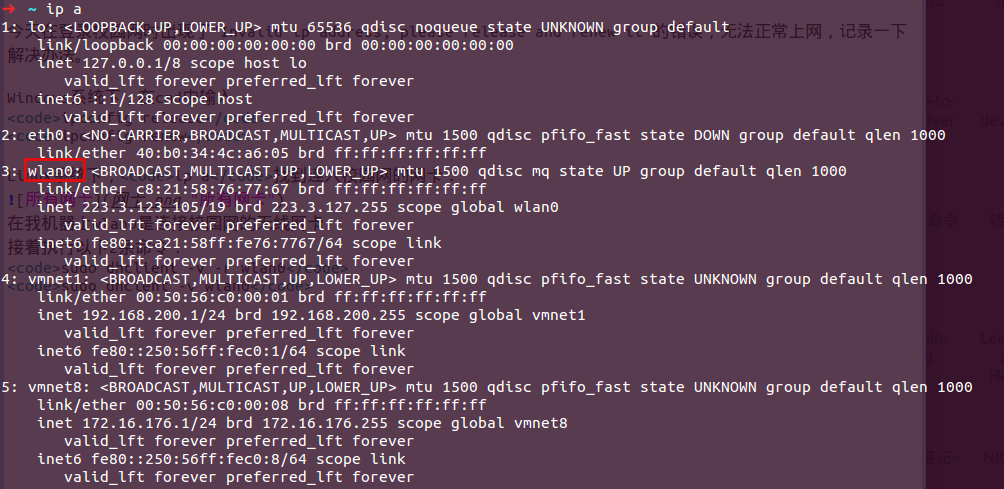 → ~ ip a
1: lo: <LOOPBACK,UP,LOWER_UP> mtu 65536 qdisc noqueue state UNKNOWN group default
link/loopback 00:00:00:00:00:00 brd 00:00:00:00:00:00
解决办法。
inet 127.0.0.1/8 scope host lo
valid_lft forever preferred_lft forever
inet6 ::1/128 scope host
valid_lft forever preferred_lft forever
2: eth0: <NO-CARRIER,BROADCAST,MULTICAST,UP> mtu 1500 qdisc pfifo_fast state DOWN group default qlen 1000
link/ether 40:b0:34:4c:a6:05 brd ff:ff:ff:ff:ff:ff
3: wlan0: <BROADCAST,MULTICAST,UP,LOWER_UP> mtu 1500 qdisc mq state UP group default qlen 1000
link/ether c8:21:58:76:77:67 brd ff:ff:ff:ff:ff:ff
inet 223.3.123.105/19 brd 223.3.127.255 scope global wlan0
valid_lft forever preferred_lft forever
inet6 fe80::ca21:58ff:fe76:7767/64 scope link
valid_lft forever preferred_lft forever
4: vmnet1: <BROADCAST,MULTICAST,UP,LOWER_UP> mtu 1500 qdisc pfifo_fast state UNKNOWN group default qlen 1000
link/ether 00:50:56:c0:00:01 brd ff:ff:ff:ff:ff:ff
inet 192.168.200.1/24 brd 192.168.200.255 scope global vmnet1
valid_lft forever preferred_lft forever
inet6 fe80::250:56ff:fec0:1/64 scope link
valid_lft forever preferred_lft forever
5: vmnet8: <BROADCAST,MULTICAST,UP,LOWER_UP> mtu 1500 qdisc pfifo_fast state UNKNOWN group default qlen 1000
link/ether 00:50:56:c0:00:08 brd ff:ff:ff:ff:ff:ff
inet 172.16.176.1/24 brd 172.16.176.255 scope global vmnet8
valid_lft forever preferred_lft forever
inet6 fe80::250:56ff:fec0:8/64 scope link
valid_lft forever preferred_lft forever